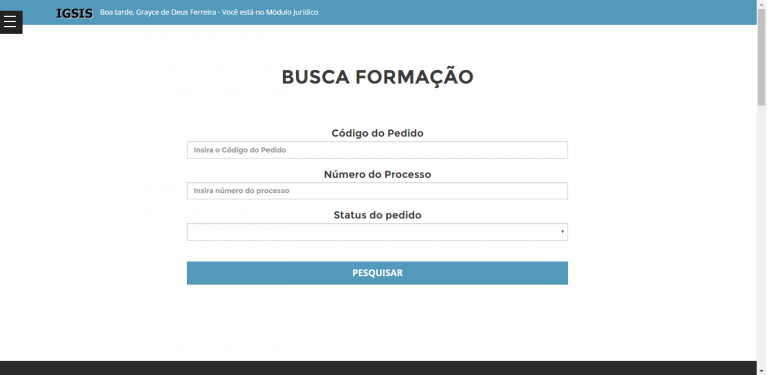 IGSIS Boa tarde, Grayce de Deus Ferreira - Você está no Módulo Jurídico
BUSCA FORMAÇÃO
Código do Pedido
Insira o Código do Pedido
Número do Processo
Insira número do processo
Status do pedido
PESQUISAR